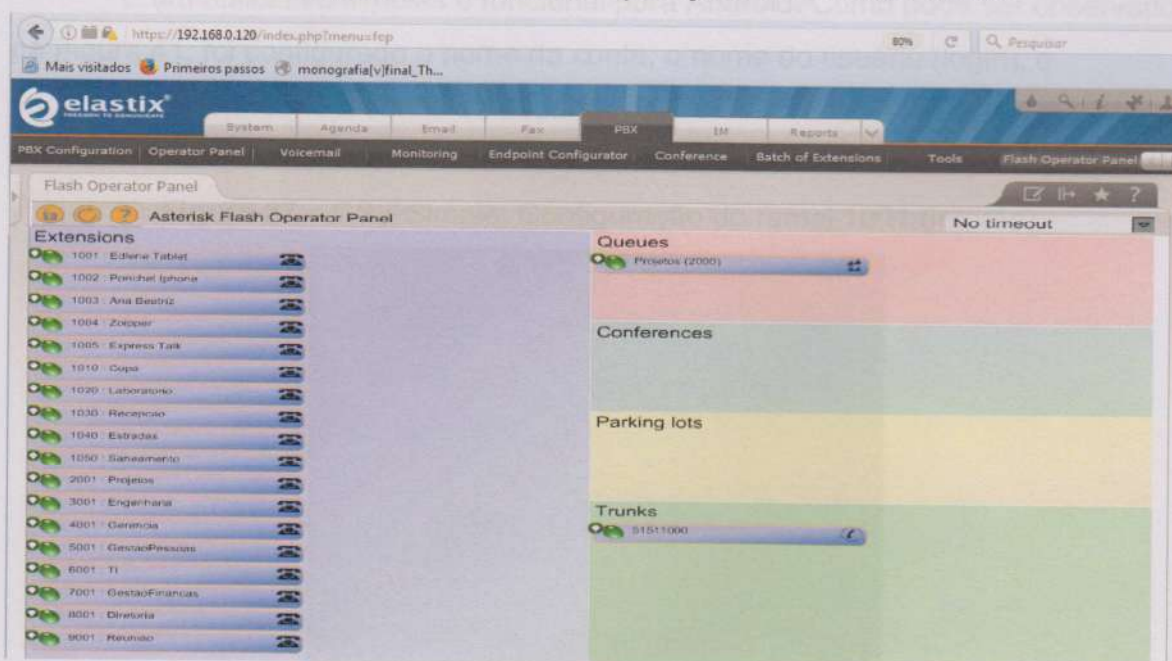 https://192.168.0.120/index.php?menu=fop
80%
Pesquisar
Mais visitados Primeiros passos monografia[v]final_Th...
elastix
FREEDOM TO COMMUNICATE
System Agenda Email Fax PBX IM Reports
PBX Configuration Operator Panel Voicemail Monitoring Endpoint Configurator Conference Batch of Extensions Tools Flash Operator Panel
Flash Operator Panel
Asterisk Flash Operator Panel
No timeout
Extensions
1001 : Edlene Tablet
1002 : Ponchet Iphone
1003 : Ana Beatriz
1004 : Zoipper
1005 : Express Talk
1010 : Copa
1020 : Laboratorio
1030 : Recepcao
1040 : Estradas
1050 : Saneamento
2001 : Projetos
3001 : Engenharia
4001 : Gerencia
5001 : GestaoPessoas
6001 : TI
7001 : GestaoFinancas
8001 : Diretoria
9001 : Reuniao
Queues
Projetos (2000)
Conferences
Parking lots
Trunks
51511000